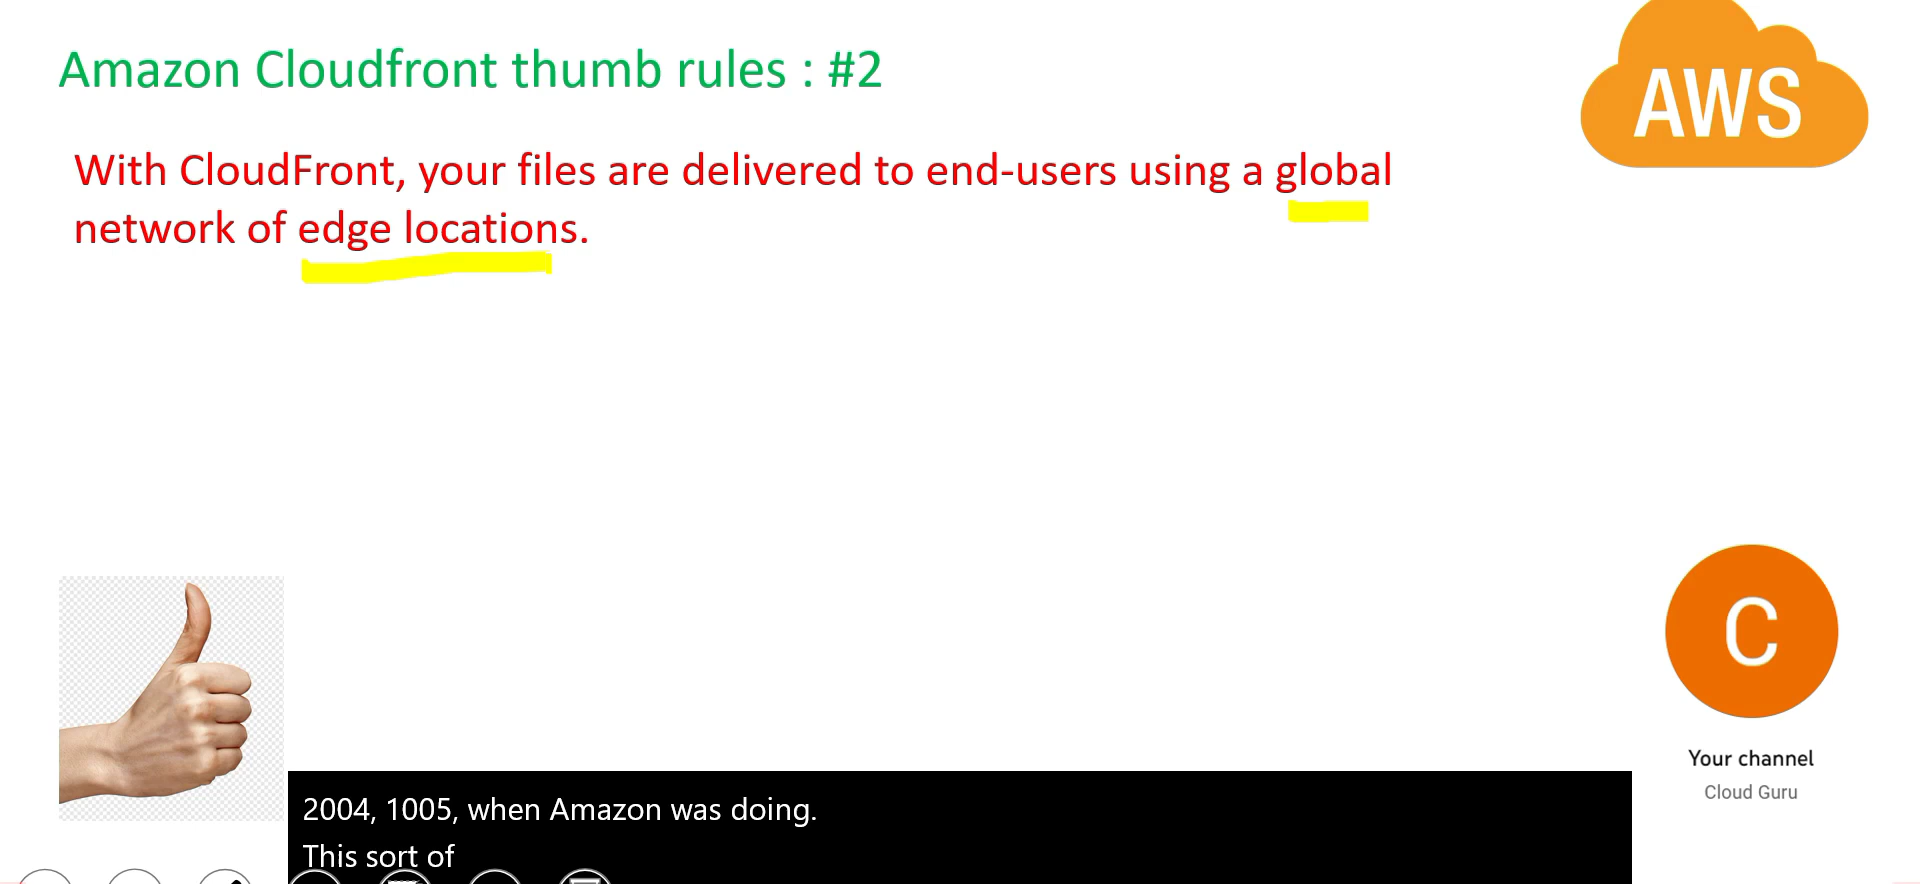 Amazon Cloudfront thumb rules : #2
AWS
With CloudFront, your files are delivered to end-users using a global
network of edge locations.
C
Your channel
Cloud Guru
2004, 1005, when Amazon was doing.
This sort of